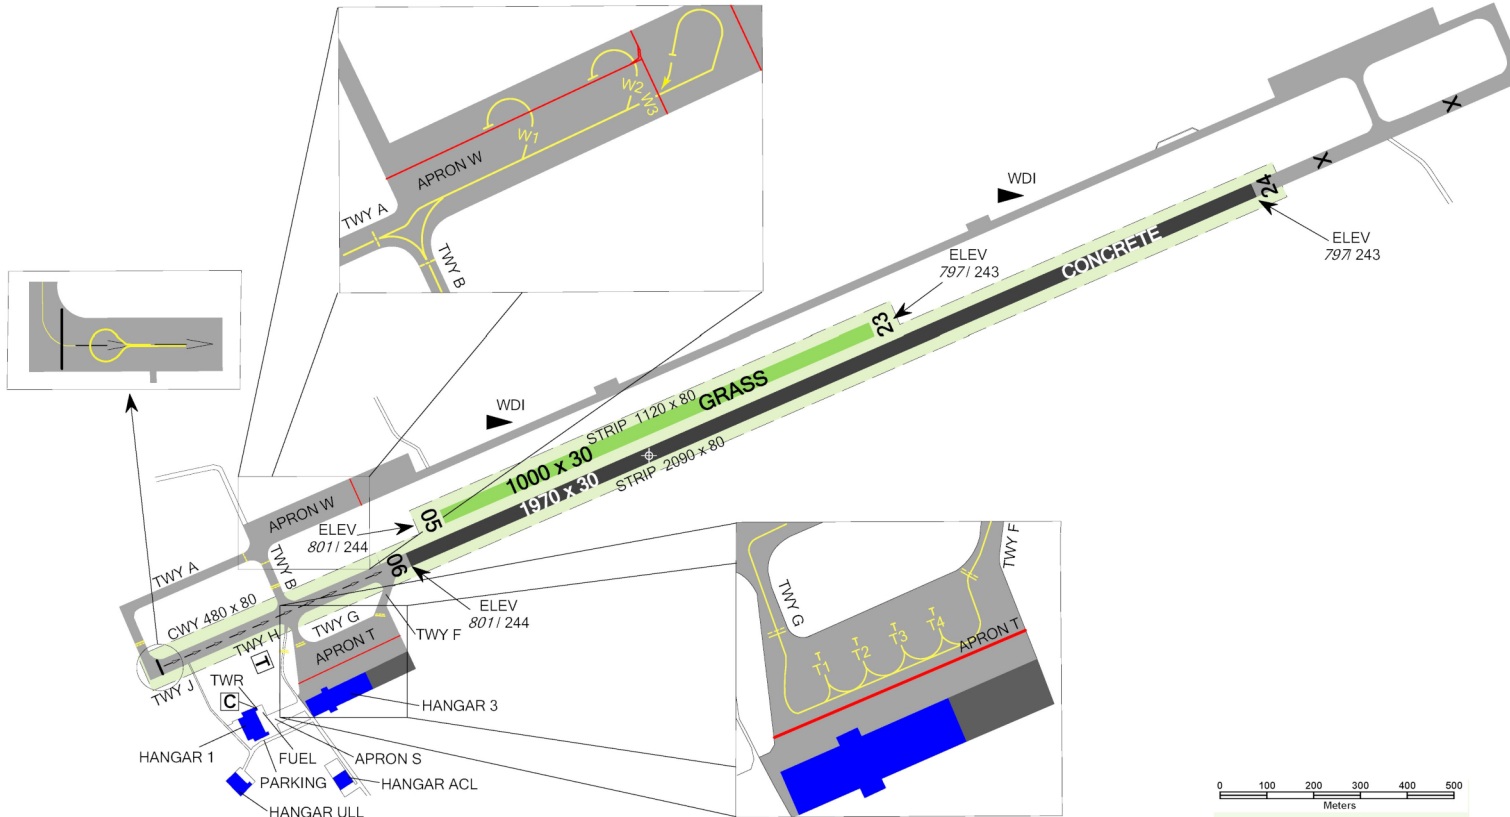 W2
W3
W1
APRON W
TWY A
TWY B
X
X
WDI
24
ELEV
797/ 243
CONCRETE
ELEV
797/ 243
23
WDI
GRASS
STRIP 1120 x 80
1000 x 30
STRIP 2090 x 80
1970 x 30
05
APRON W
ELEV
801/ 244
06
TWY A
TWY B
CWY 480 x 80
ELEV
801/ 244
TWY G
TWY F
TWY H
APRON T
T
TWY J
TWR
C
HANGAR 3
HANGAR 1
FUEL
APRON S
PARKING
HANGAR ACL
HANGAR ULL
TWY F
TWY G
T1
T2
T3
T4
APRON T
0 100 200 300 400 500
Meters